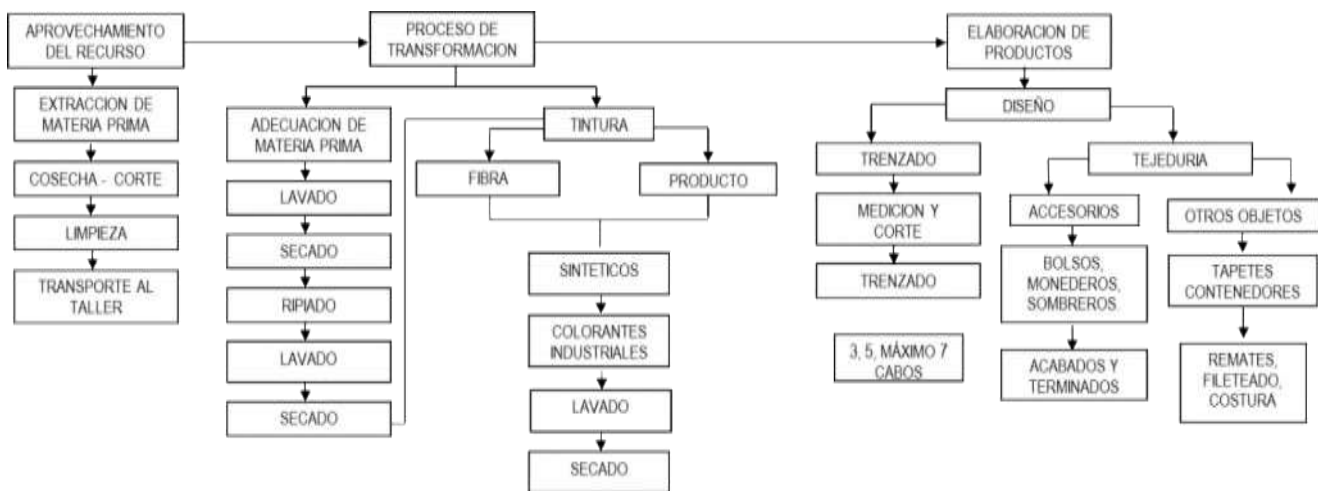 APROVECHAMIENTO
DEL RECURSO
EXTRACCION DE
MATERIA PRIMA
COSECHA - CORTE
LIMPIEZA
TRANSPORTE AL
TALLER
PROCESO DE
TRANSFORMACION
ADECUACION DE
MATERIA PRIMA
LAVADO
SECADO
RIPIADO
LAVADO
SECADO
TINTURA
FIBRA
PRODUCTO
SINTETICOS
COLORANTES
INDUSTRIALES
LAVADO
SECADO
ELABORACION DE
PRODUCTOS
DISEÑO
TRENZADO
MEDICION Y
CORTE
TRENZADO
3, 5, MÁXIMO 7
CABOS
TEJEDURIA
ACCESORIOS
BOLSOS,
MONEDEROS,
SOMBREROS.
ACABADOS Y
TERMINADOS
OTROS OBJETOS
TAPETES
CONTENEDORES
REMATES,
FILETEADO,
COSTURA